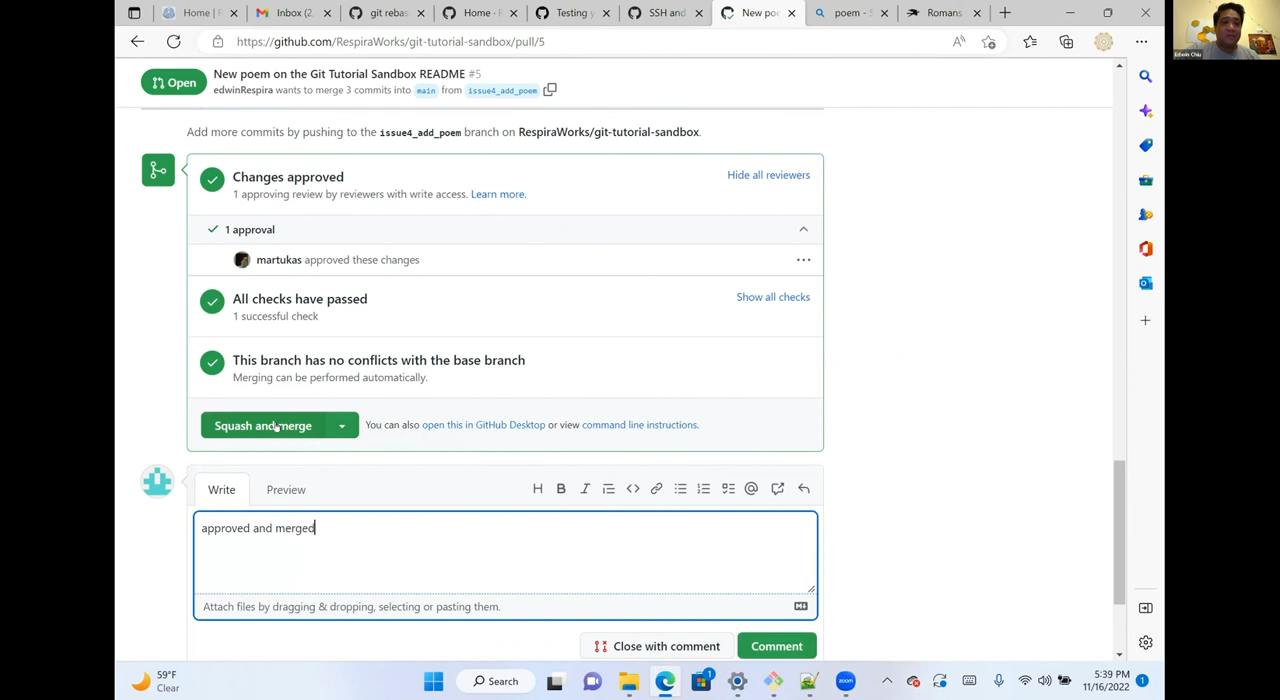 Home | R
Inbox (2,
git rebas
Home ·
Testing y
SSH and
New poe
poem - S
Romans
https://github.com/RespiraWorks/git-tutorial-sandbox/pull/5
Edwin Chiu
Open
New poem on the Git Tutorial Sandbox README #5
edwinRespira wants to merge 3 commits into main from issue4_add_poem
Add more commits by pushing to the issue4_add_poem branch on RespiraWorks/git-tutorial-sandbox.
Changes approved
Hide all reviewers
1 approving review by reviewers with write access. Learn more.
1 approval
martukas approved these changes
All checks have passed
Show all checks
1 successful check
This branch has no conflicts with the base branch
Merging can be performed automatically.
Squash and merge
You can also open this in GitHub Desktop or view command line instructions.
Write
Preview
approved and merged
Attach files by dragging & dropping, selecting or pasting them.
Close with comment
Comment
59°F
Clear
Search
zoom
5:39 PM
11/16/2022